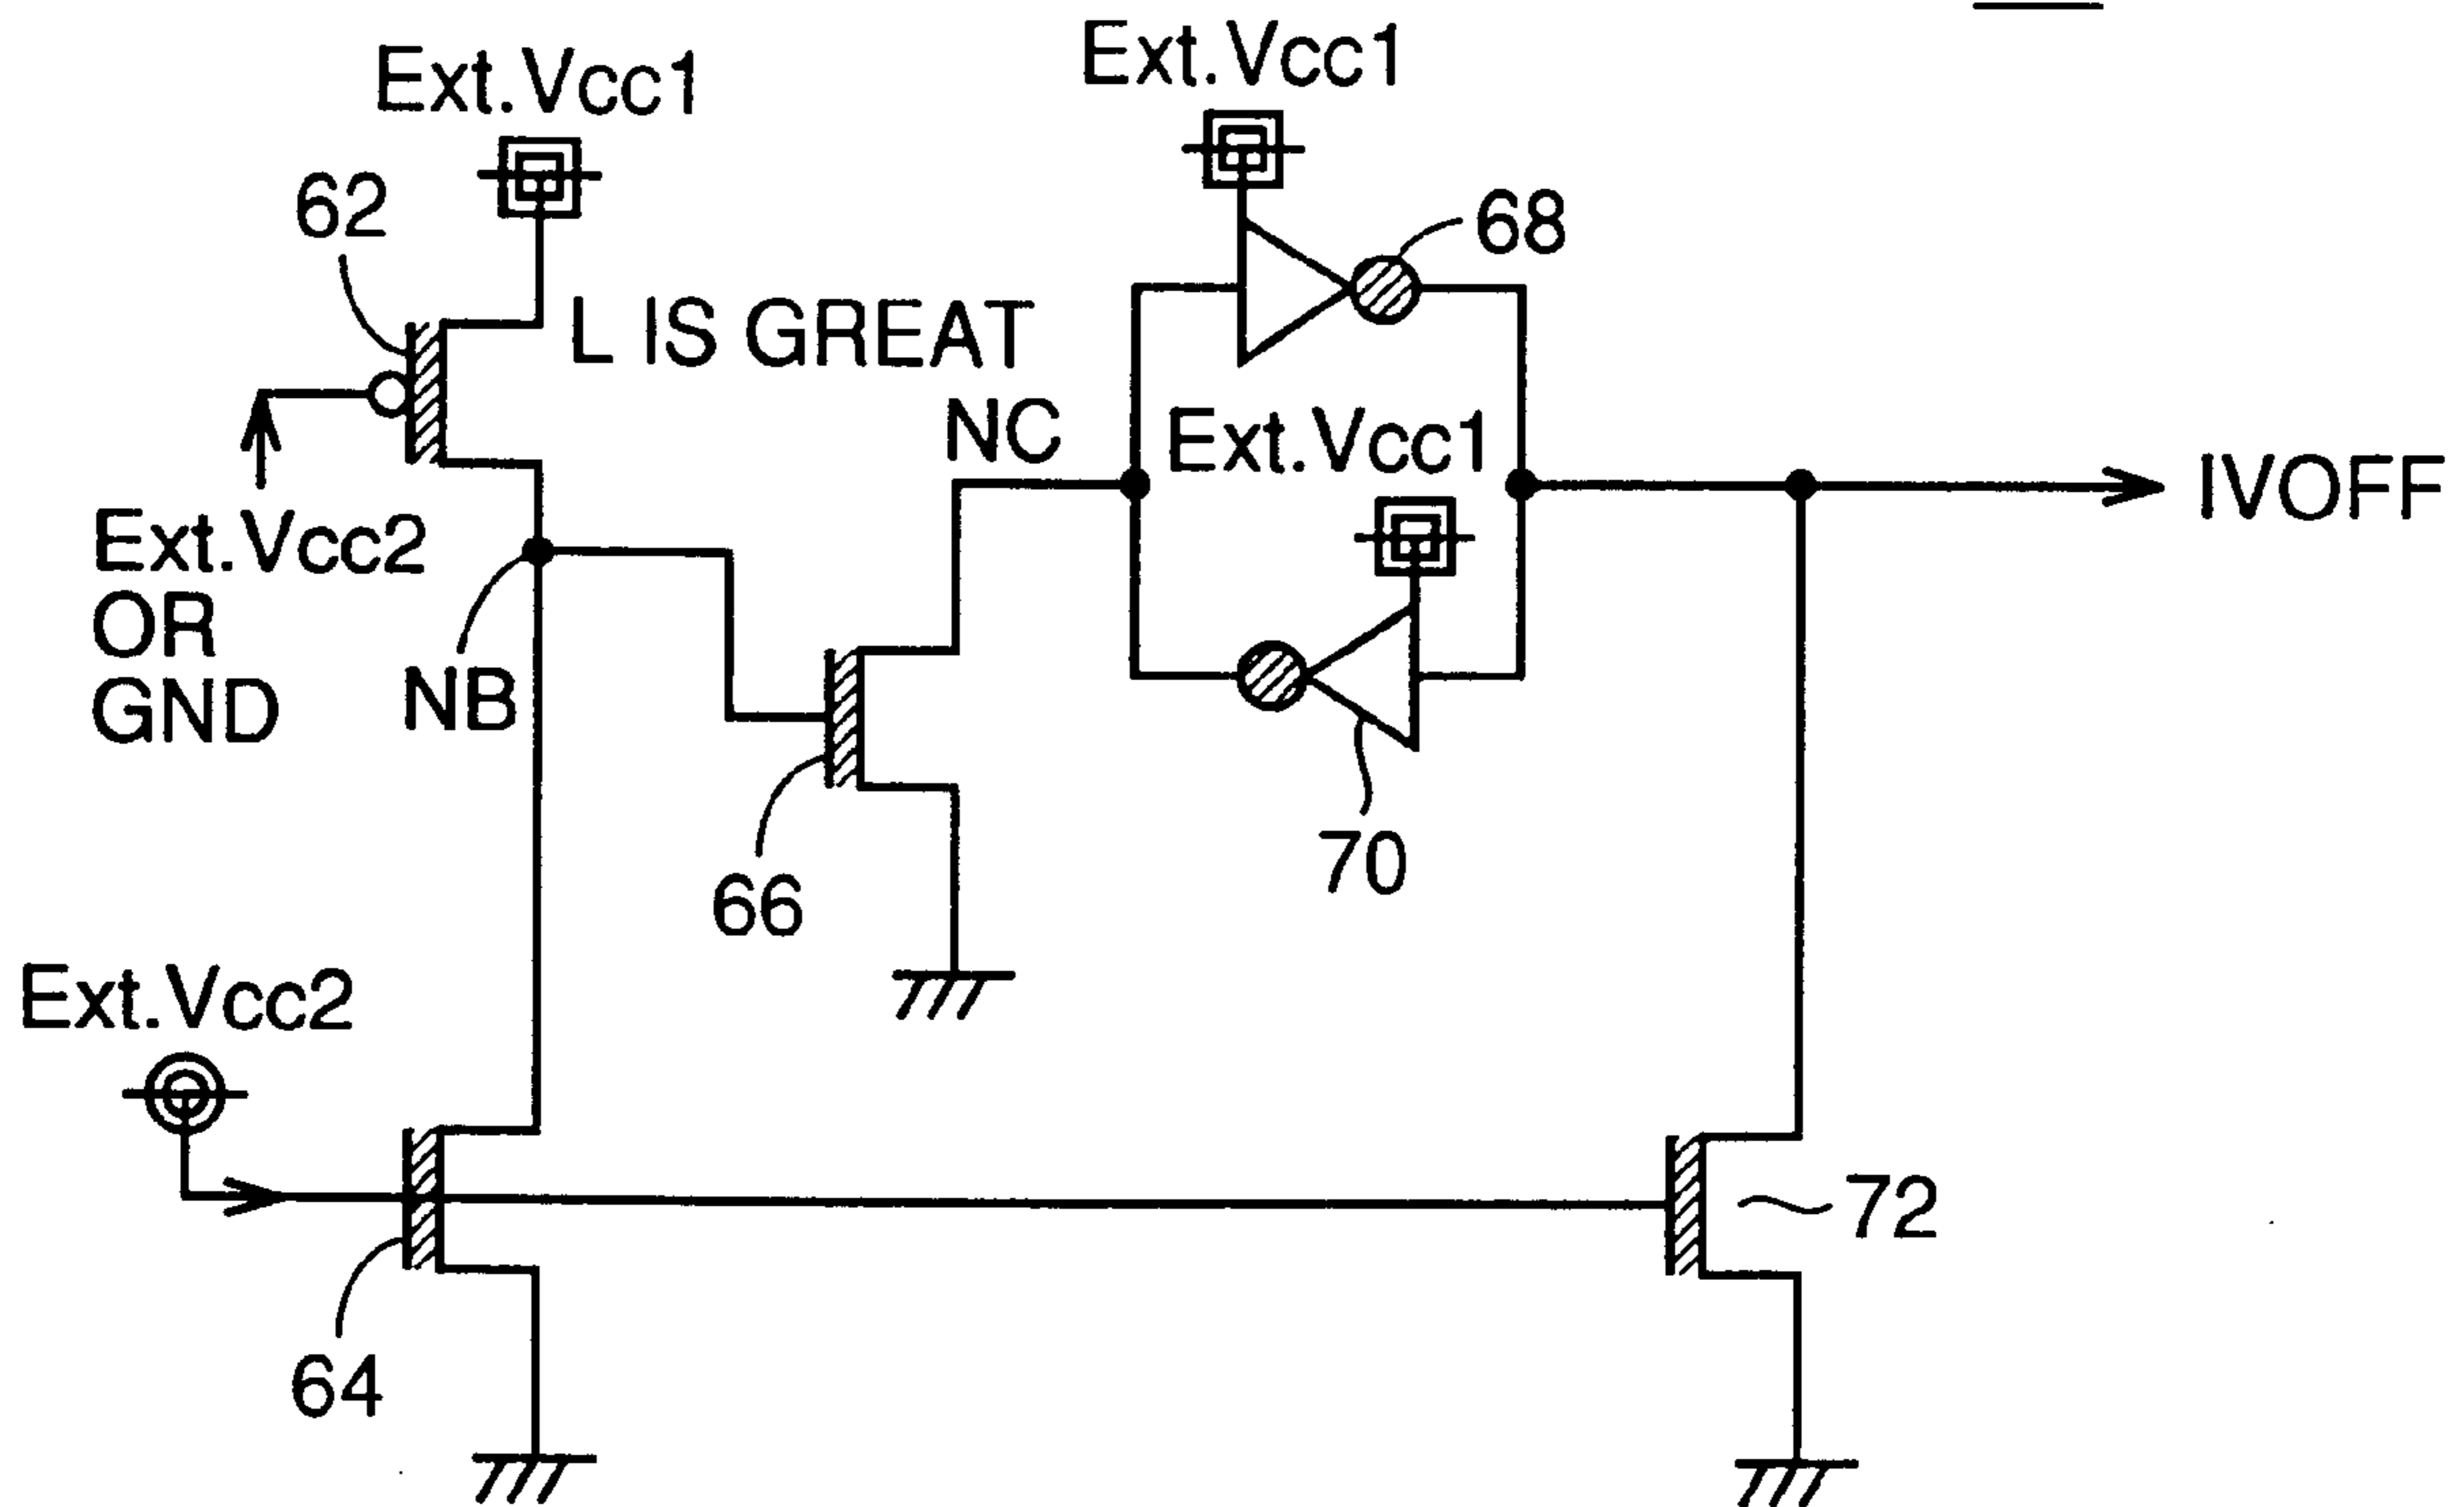 Ext.Vcc1
Ext.Vcc1
62
68
L IS GREAT
NC
Ext.Vcc1
IVOFF
Ext.Vcc2
OR
GND
NB
70
66
Ext.Vcc2
72
64